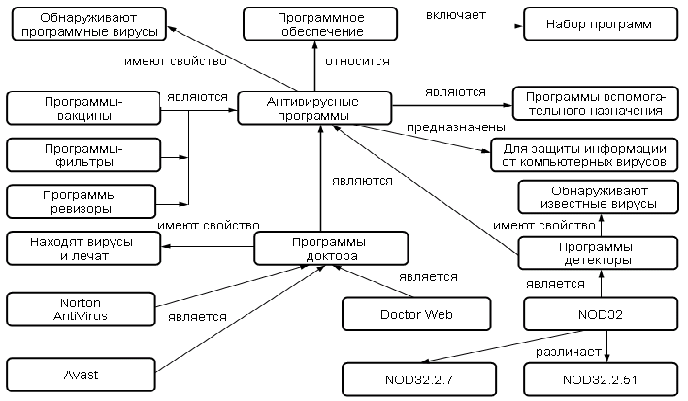 Обнаруживают
программные вирусы
Программное
обеспечение
включает
Набор программ
имеют свойство
относится
Программы-
вакцины
являются
Антивирусные
программы
являются
Программы вспомога-
тельного назначения
Программы-
фильтры
предназначены
Для защиты информации
от компьютерных вирусов
являются
Программы
ревизоры
Обнаруживают
известные вирусы
имеют свойство
имеют свойство
Находят вирусы
и лечат
Программы
доктора
Программы
детекторы
является
является
Norton
AntiVirus
является
Doctor Web
NOD32
различает
Avast
NOD32.2.7
NOD32.2.51